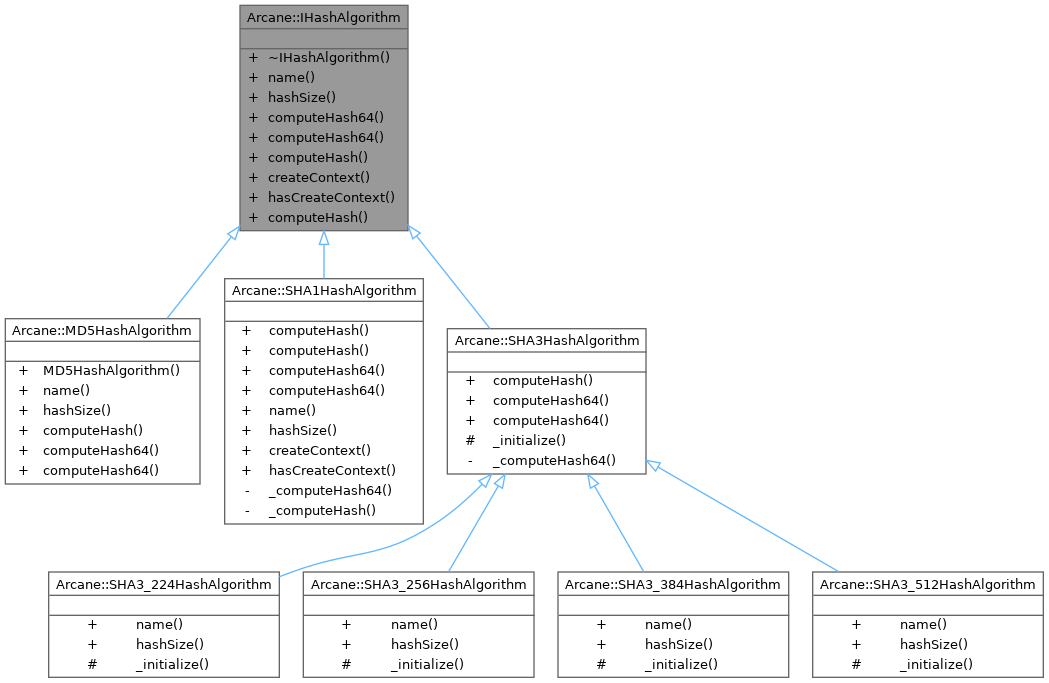 Arcane::IHashAlgorithm
+ ~IHashAlgorithm()
+ name()
+ hashSize()
+ computeHash64()
+ computeHash64()
+ computeHash()
+ createContext()
+ hasCreateContext()
+ computeHash()
Arcane::MD5HashAlgorithm
+ MD5HashAlgorithm()
+ name()
+ hashSize()
+ computeHash()
+ computeHash64()
+ computeHash64()
Arcane::SHA1HashAlgorithm
+ computeHash()
+ computeHash()
+ computeHash64()
+ computeHash64()
+ name()
+ hashSize()
+ createContext()
+ hasCreateContext()
- _computeHash64()
- _computeHash()
Arcane::SHA3HashAlgorithm
+ computeHash()
+ computeHash64()
+ computeHash64()
# _initialize()
- _computeHash64()
Arcane::SHA3_224HashAlgorithm
+ name()
+ hashSize()
# _initialize()
Arcane::SHA3_256HashAlgorithm
+ name()
+ hashSize()
# _initialize()
Arcane::SHA3_384HashAlgorithm
+ name()
+ hashSize()
# _initialize()
Arcane::SHA3_512HashAlgorithm
+ name()
+ hashSize()
# _initialize()